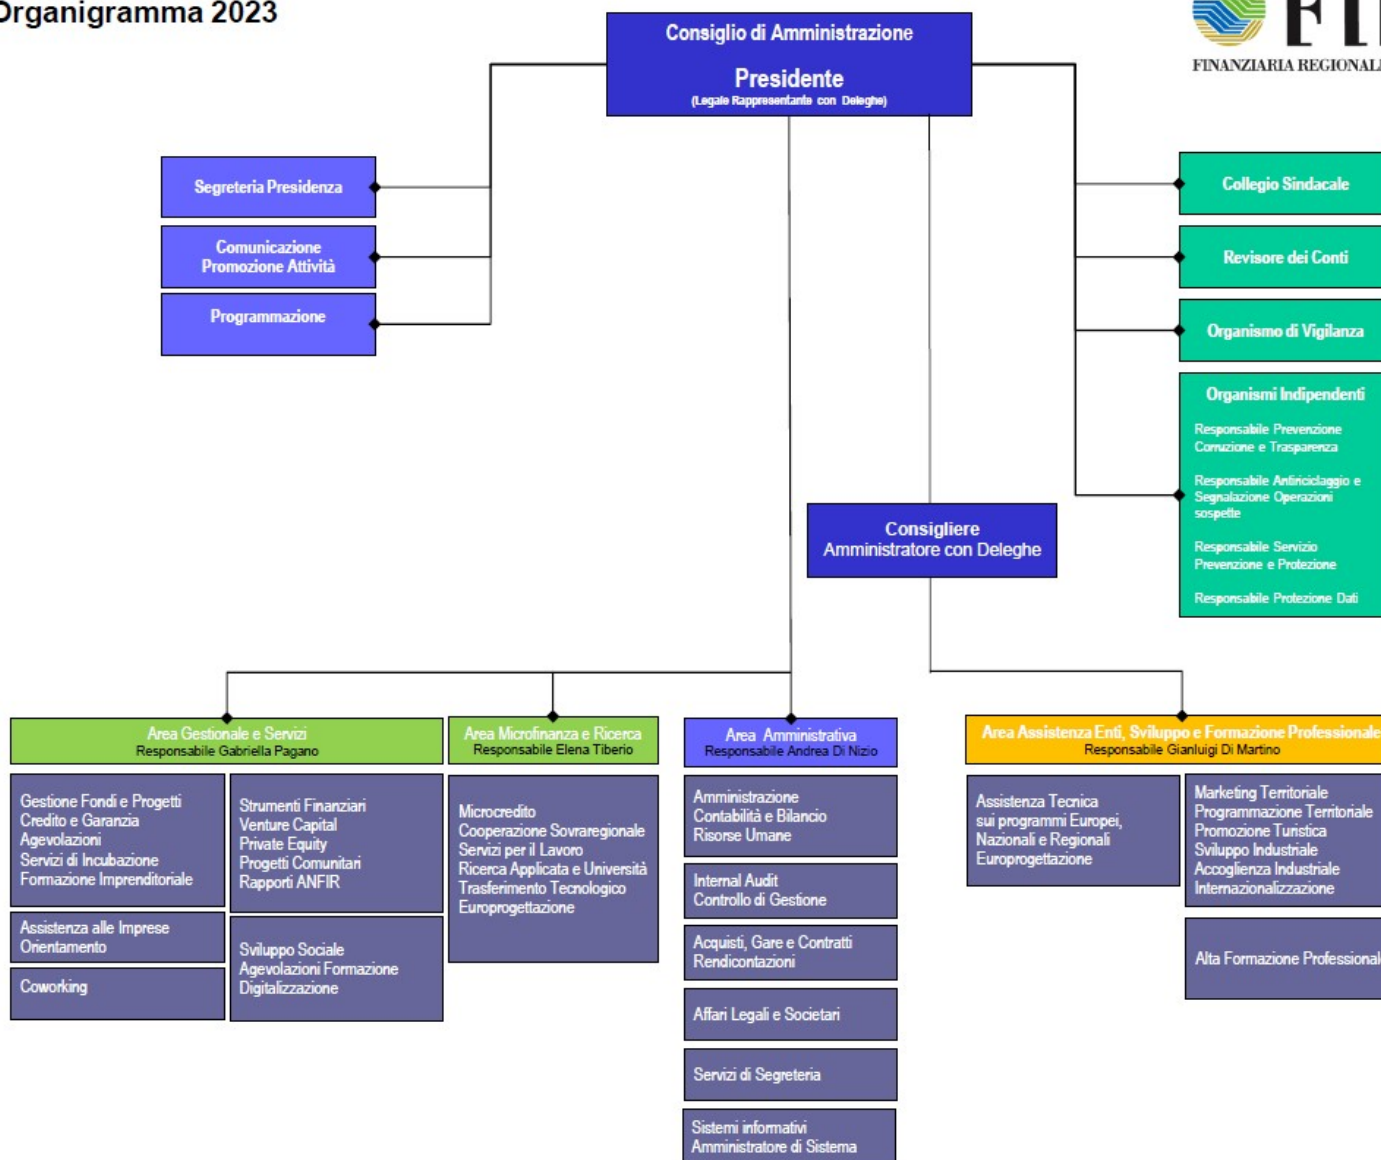 Organigramma 2023
FINANZIARIA REGIONALE
Consiglio di Amministrazione
Presidente
(Legale Rappresentante con Deleghe)
Segreteria Presidenza
Comunicazione
Promozione Attività
Programmazione
Collegio Sindacale
Revisore dei Conti
Organismo di Vigilanza
Organismi Indipendenti
Responsabile Prevenzione
Corruzione e Trasparenza
Responsabile Antiriciclaggio e
Segnalazione Operazioni
sospette
Responsabile Servizio
Prevenzione e Protezione
Responsabile Protezione Dati
Consigliere
Amministratore con Deleghe
Area Gestionale e Servizi
Responsabile Gabriella Pagano
Gestione Fondi e Progetti
Credito e Garanzia
Agevolazioni
Servizi di Incubazione
Formazione Imprenditoriale
Assistenza alle Imprese
Orientamento
Coworking
Strumenti Finanziari
Venture Capital
Private Equity
Progetti Comunitari
Rapporti ANFIR
Sviluppo Sociale
Agevolazioni Formazione
Digitalizzazione
Area Microfinanza e Ricerca
Responsabile Elena Tiberio
Microcredito
Cooperazione Sovraregionale
Servizi per il Lavoro
Ricerca Applicata e Università
Trasferimento Tecnologico
Europrogettazione
Area Amministrativa
Responsabile Andrea Di Nizio
Amministrazione
Contabilità e Bilancio
Risorse Umane
Internal Audit
Controllo di Gestione
Acquisti, Gare e Contratti
Rendicontazioni
Affari Legali e Societari
Servizi di Segreteria
Sistemi informativi
Amministratore di Sistema
Area Assistenza Enti, Sviluppo e Formazione Professionale
Responsabile Gianluigi Di Martino
Assistenza Tecnica
sui programmi Europei,
Nazionali e Regionali
Europrogettazione
Marketing Territoriale
Programmazione Territoriale
Promozione Turistica
Sviluppo Industriale
Accoglienza Industriale
Internazionalizzazione
Alta Formazione Professionale